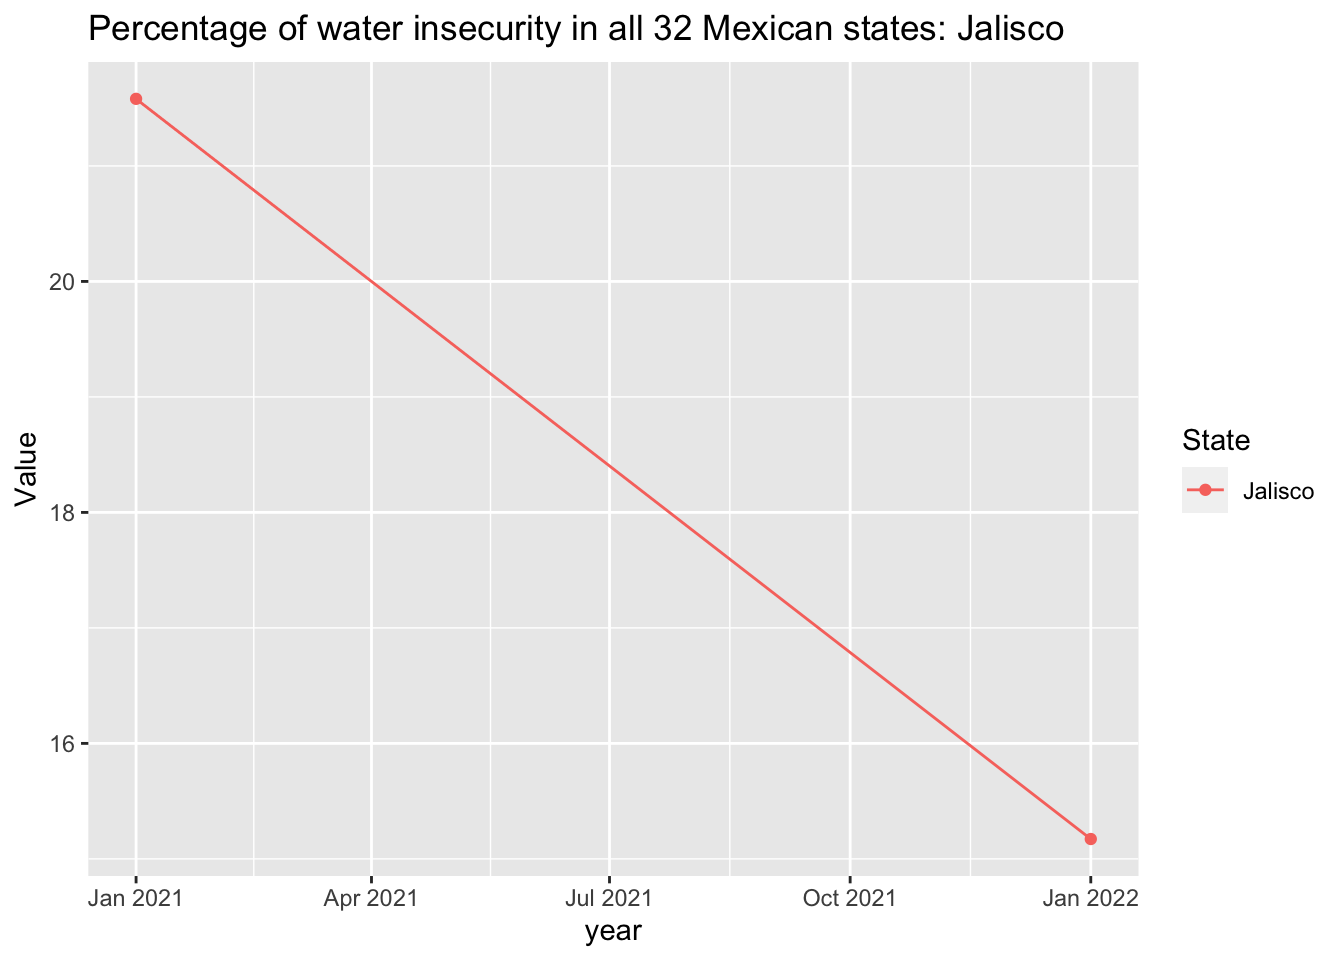 Percentage of water insecurity in all 32 Mexican states: Jalisco
Value
20
18
16
Jan 2021
Apr 2021
Jul 2021
Oct 2021
Jan 2022
year
State
Jalisco